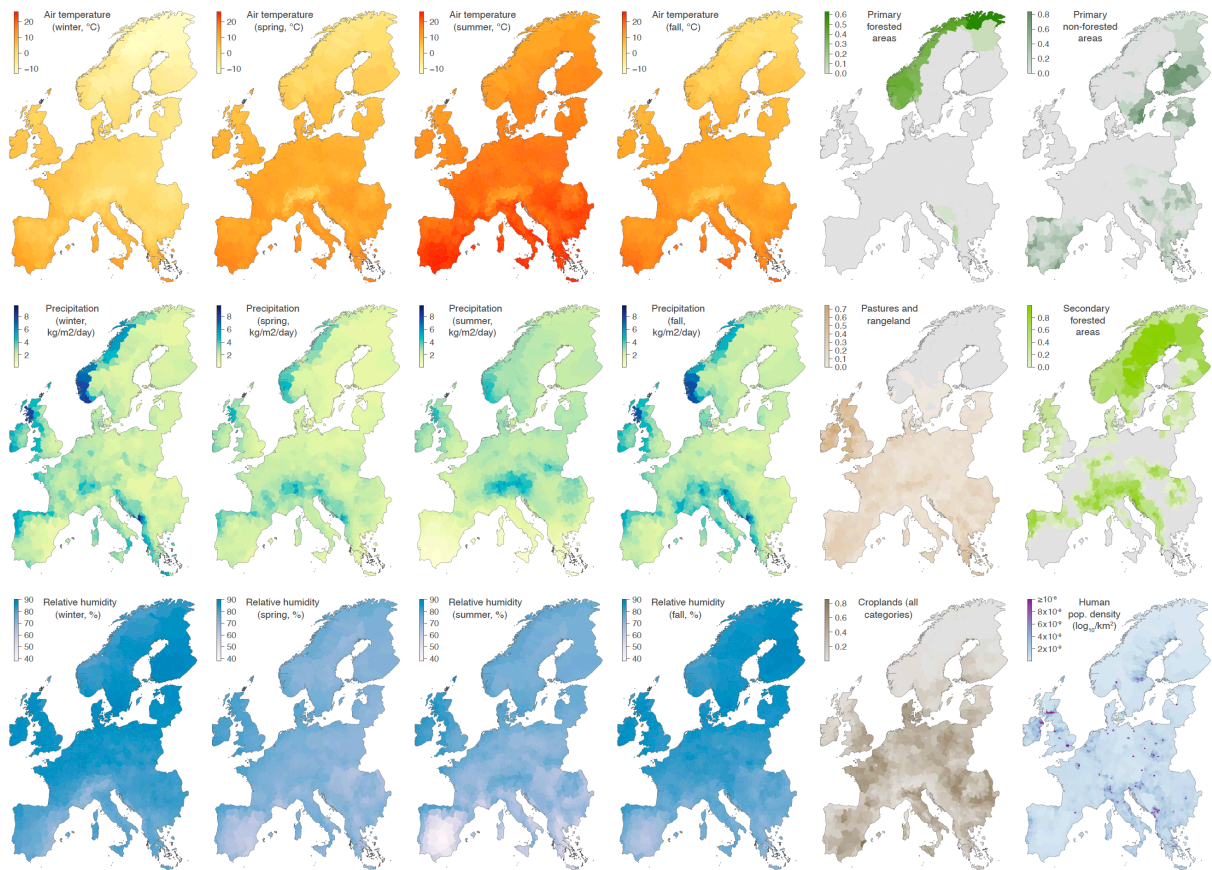 Air temperature
(winter, °C)
20
10
0
−10
Air temperature
(spring, °C)
20
10
0
−10
Air temperature
(summer, °C)
20
10
0
−10
Air temperature
(fall, °C)
20
10
0
−10
Primary
forested
areas
0.6
0.5
0.4
0.3
0.2
0.1
0.0
Primary
non-forested
areas
0.8
0.6
0.4
0.2
0.0
Precipitation
(winter,
kg/m2/day)
8
6
4
2
Precipitation
(spring,
kg/m2/day)
8
6
4
2
Precipitation
(summer,
kg/m2/day)
8
6
4
2
Precipitation
(fall,
kg/m2/day)
8
6
4
2
Pastures and
rangeland
0.7
0.6
0.5
0.4
0.3
0.2
0.1
0.0
Secondary
forested
areas
0.8
0.6
0.4
0.2
0.0
Relative humidity
(winter, %)
90
80
70
60
50
40
Relative humidity
(spring, %)
90
80
70
60
50
40
Relative humidity
(summer, %)
90
80
70
60
50
40
Relative humidity
(fall, %)
90
80
70
60
50
40
Croplands (all
categories)
0.8
0.6
0.4
0.2
Human
pop. density
(log₁₀/km²)